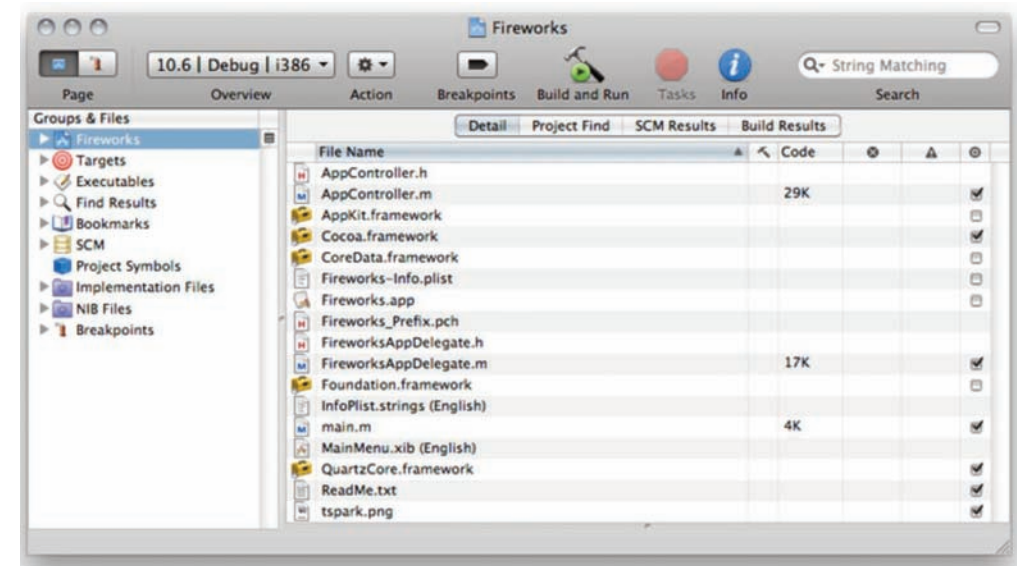 Fireworks
10.6 | Debug | i386
String Matching
Page Overview Action Breakpoints Build and Run Tasks Info Search
Groups & Files
Fireworks
Targets
Executables
Find Results
Bookmarks
SCM
Project Symbols
Implementation Files
NIB Files
Breakpoints
Detail Project Find SCM Results Build Results
File Name Code
AppController.h
AppController.m 29K
AppKit.framework
Cocoa.framework
CoreData.framework
Fireworks-Info.plist
Fireworks.app
Fireworks_Prefix.pch
FireworksAppDelegate.h
FireworksAppDelegate.m 17K
Foundation.framework
InfoPlist.strings (English)
main.m 4K
MainMenu.xib (English)
QuartzCore.framework
ReadMe.txt
tspark.png